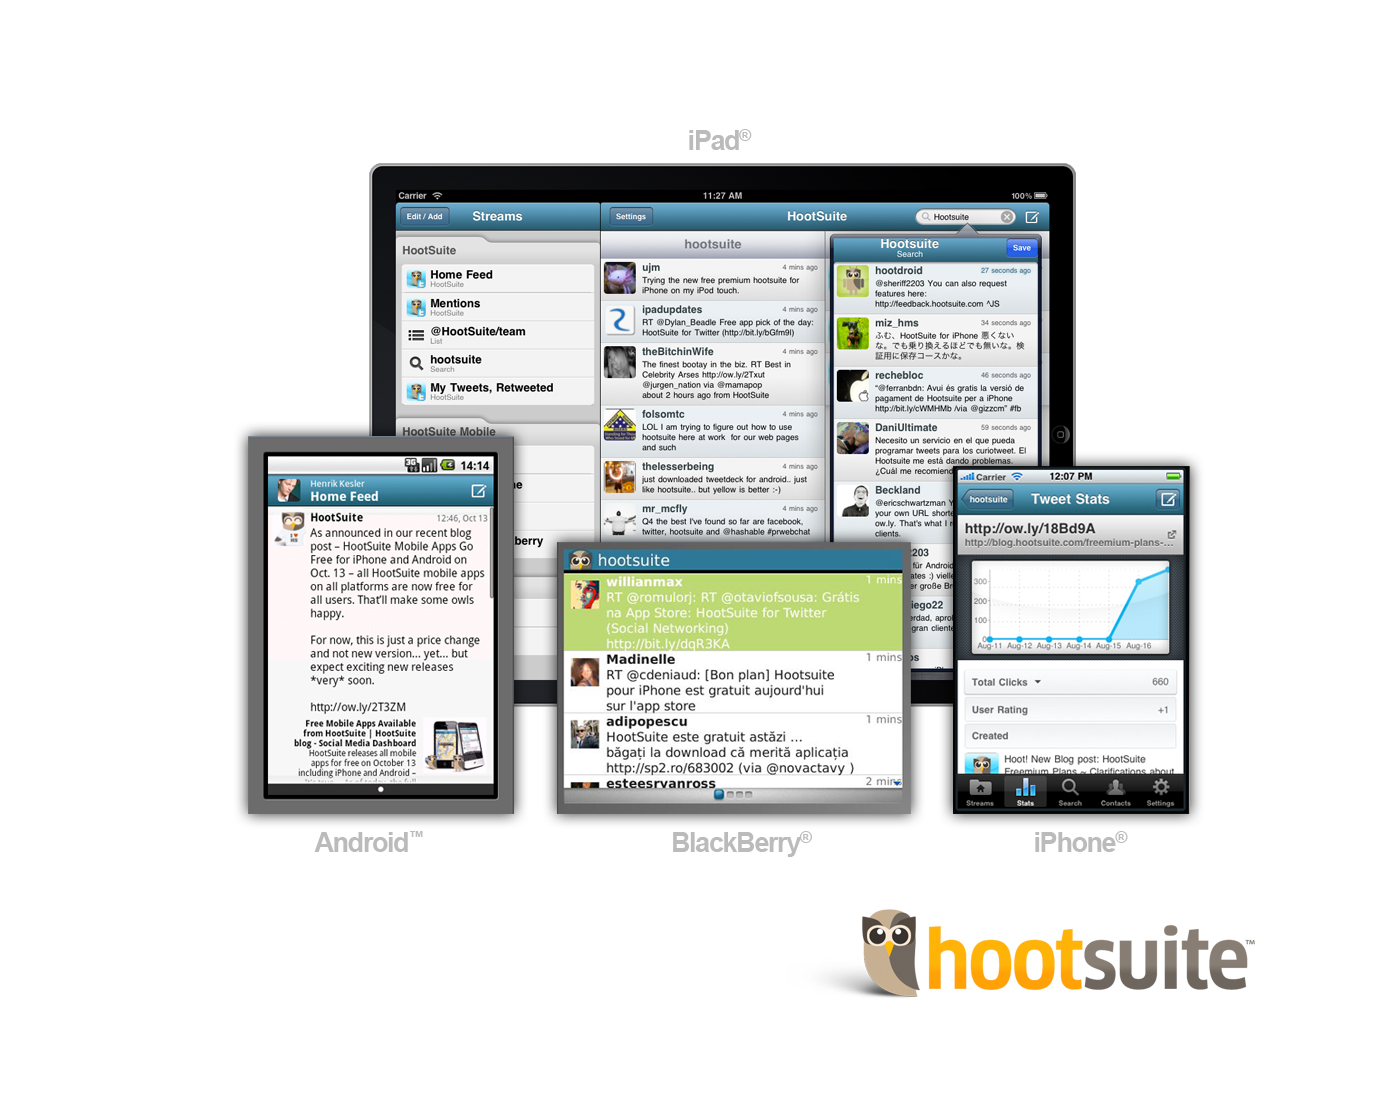 iPad®
Carrier
11:27 AM
100%
Edit / Add
Streams
Settings
HootSuite
Hootsuite
HootSuite
Home Feed
HootSuite
Mentions
HootSuite
@HootSuite/team
List
hootsuite
Search
My Tweets, Retweeted
HootSuite
HootSuite Mobile
hootsuite
ujm
4 mins ago
Trying the new free premium hootsuite for
iPhone on my iPod touch.
ipadupdates
4 mins ago
RT @Dylan_Beadle Free app pick of the day:
HootSuite for Twitter (http://bit.ly/bGfm9l)
theBitchinWife
4 mins ago
The finest bootay in the biz. RT Best in
Celebrity Arses http://ow.ly/2Txut
@jurgen_nation via @mamapop
about 2 hours ago from HootSuite
folsomtc
4 mins ago
LOL I am trying to figure out how to use
hootsuite here at work for our web pages
and such
thelesserbeing
4 mins ago
just downloaded tweetdeck for android.. just
like hootsuite.. but yellow is better :-)
mr_mcfly
4 mins ago
Q4 the best I've found so far are facebook,
twitter, hootsuite and @hashable #prwebchat
Hootsuite
Search
Save
hootdroid
27 seconds ago
@sheriff2203 You can also request
features here:
http://feedback.hootsuite.com ^JS
miz_hms
34 seconds ago
ふむ、HootSuite for iPhone 悪くない
な。でも乗り換えるほどでも無いな。検
証用に保存コースかな。
rechebloc
46 seconds ago
"@ferranbdn: Avui és gratis la versió de
pagament de Hootsuite per a iPhone
http://bit.ly/cWMHMb /via @gizzcm" #fb
DaniUltimate
59 seconds ago
Necesito un servicio en el que pueda
programar tweets para los curiotweet. El
Hootsuite me está dando problemas.
¿Cuál me recomiend
Beckland
@ericschwartzman Y
your own URL shorte
ow.ly. That's what I r
clients.
2203
für Android
ates :) vielle
er große Br
iego22
erdad, aprob
gran cliente
os
ne
berry
14:14
Henrik Kesler
Home Feed
HootSuite
12:46, Oct 13
As announced in our recent blog
post – HootSuite Mobile Apps Go
Free for iPhone and Android on
Oct. 13 – all HootSuite mobile apps
on all platforms are now free for
all users. That'll make some owls
happy.
For now, this is just a price change
and not new version... yet... but
expect exciting new releases
*very* soon.
http://ow.ly/2T3ZM
Free Mobile Apps Available
from HootSuite | HootSuite
blog - Social Media Dashboard
HootSuite releases all mobile
apps for free on October 13
including iPhone and Android –
Android™
hootsuite
willianmax
1 mins
RT @romulorj: RT @otaviofsousa: Grátis
na App Store: HootSuite for Twitter
(Social Networking)
http://bit.ly/dqR3KA
Madinelle
1 mins
RT @cdeniaud: [Bon plan] Hootsuite
pour iPhone est gratuit aujourd'hui
sur l'app store
adipopescu
1 mins
HootSuite este gratuit astăzi ...
băgați la download că merită aplicația
http://sp2.ro/683002 (via @novactavy )
esteesrvanross
2 mins
BlackBerry®
Carrier
12:07 PM
hootsuite
Tweet Stats
http://ow.ly/18Bd9A
http://blog.hootsuite.com/freemium-plans-...
300
200
100
0
Aug-11 Aug-12 Aug-13 Aug-14 Aug-15 Aug-16
Total Clicks
660
User Rating
+1
Created
Hoot! New Blog post: HootSuite
Freemium Plans ~ Clarifications about
Streams
Stats
Search
Contacts
Settings
iPhone®
hootsuite™